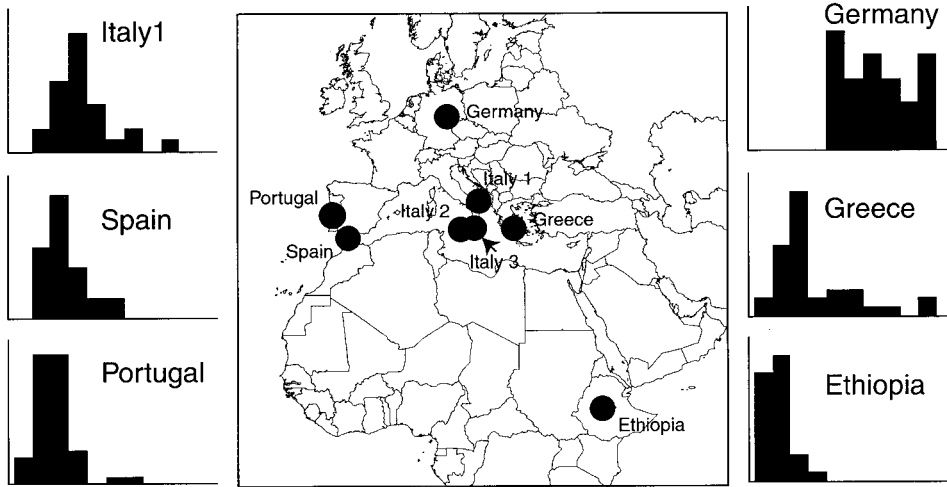 Italy1
Spain
Portugal
Germany
Italy 1
Portugal
Italy 2
Greece
Spain
Italy 3
Ethiopia
Germany
Greece
Ethiopia